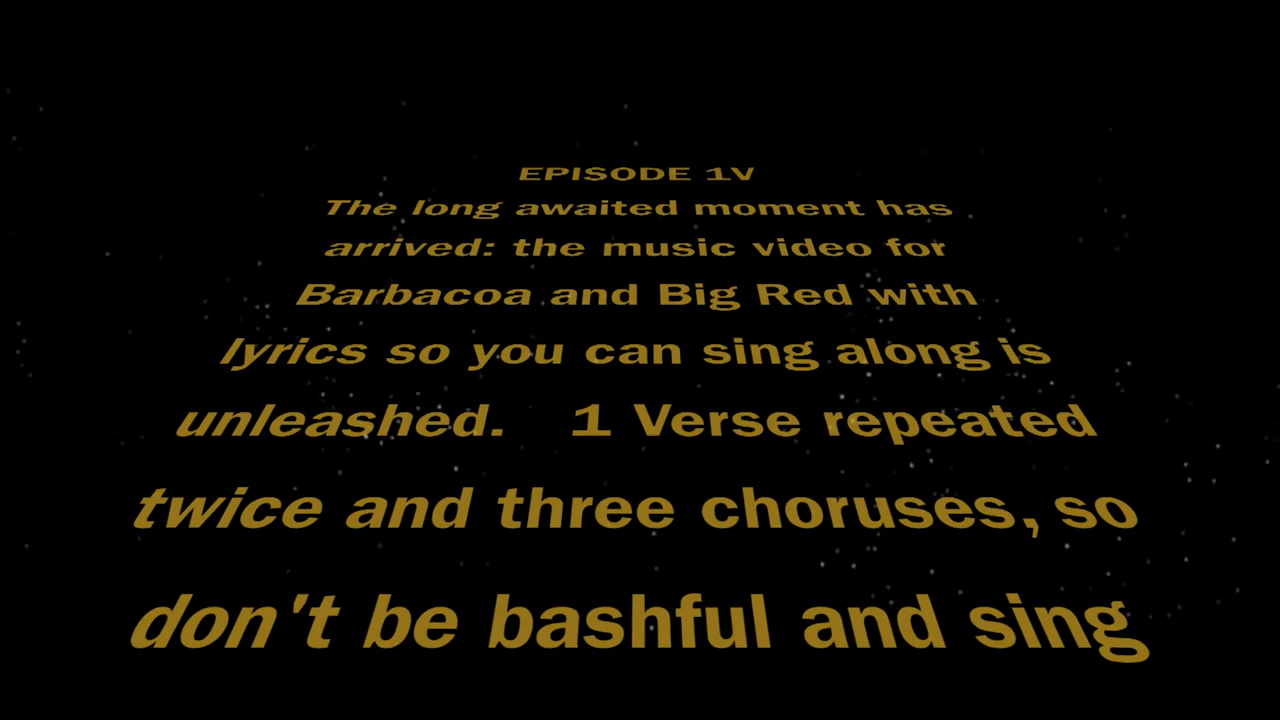 EPISODE 1V
The long awaited moment has
arrived: the music video for
Barbacoa and Big Red with
lyrics so you can sing along is
unleashed. 1 Verse repeated
twice and three choruses, so
don't be bashful and sing